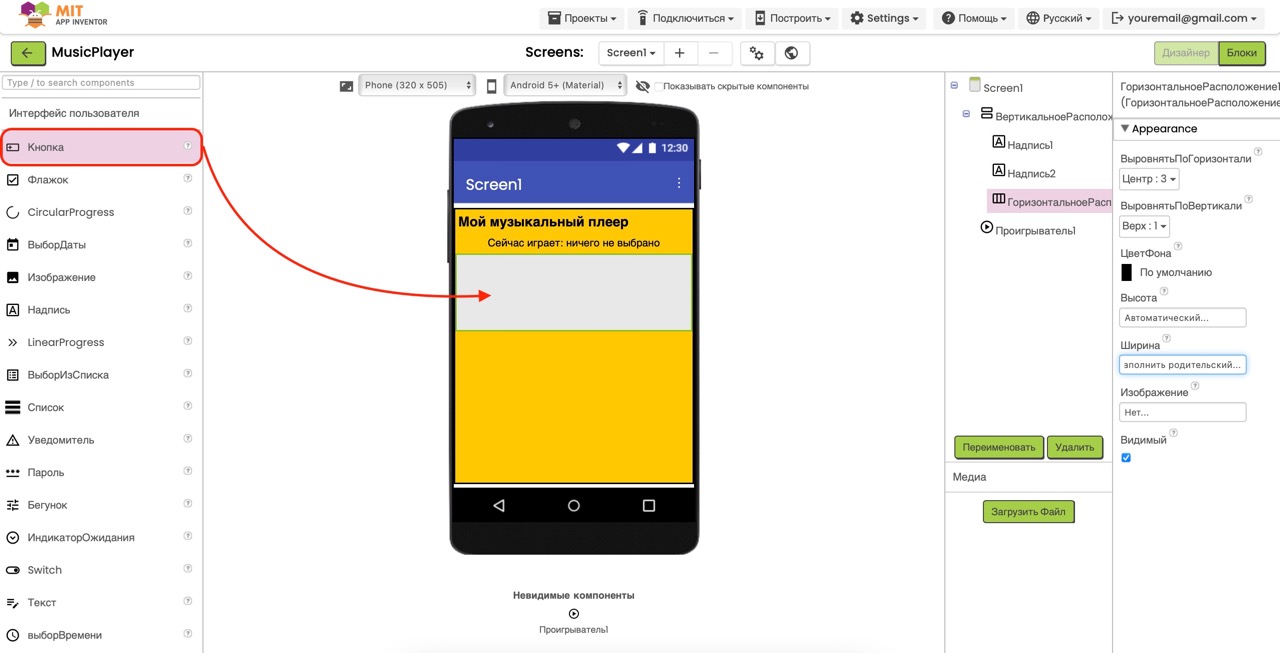 MIT
APP INVENTOR
Проекты
Подключиться
Построить
Settings
Помощь
Русский
youremail@gmail.com
MusicPlayer
Screens:
Screen1
Дизайнер
Блоки
Type / to search components
Интерфейс пользователя
Кнопка
Флажок
CircularProgress
ВыборДаты
Изображение
Надпись
LinearProgress
ВыборИзСписка
Список
Уведомитель
Пароль
Бегунок
ИндикаторОжидания
Switch
Текст
выборВремени
Phone (320 x 505)
Android 5+ (Material)
Показывать скрытые компоненты
12:30
Screen1
Мой музыкальный плеер
Сейчас играет: ничего не выбрано
Невидимые компоненты
Проигрыватель1
Screen1
ВертикальноеРасполож
Надпись1
Надпись2
ГоризонтальноеРасп
Проигрыватель1
Переименовать
Удалить
Медиа
Загрузить Файл
ГоризонтальноеРасположение1
(ГоризонтальноеРасположение
Appearance
ВыровнятьПоГоризонтали
Центр : 3
ВыровнятьПоВертикали
Верх : 1
ЦветФона
По умолчанию
Высота
Автоматический...
Ширина
аполнить родительский...
Изображение
Нет...
Видимый